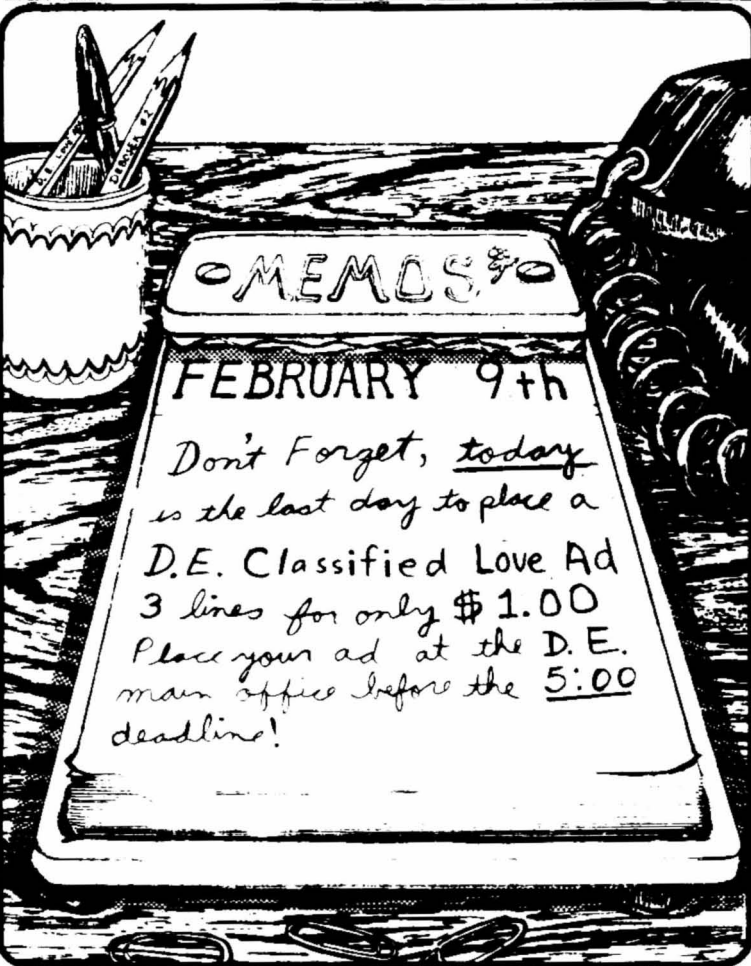 MEMOS
FEBRUARY 9th
Don't Forget, today
is the last day to place a
D.E. Classified Love Ad
3 lines for only $1.00
Place your ad at the D.E.
main office before the 5:00
deadline!